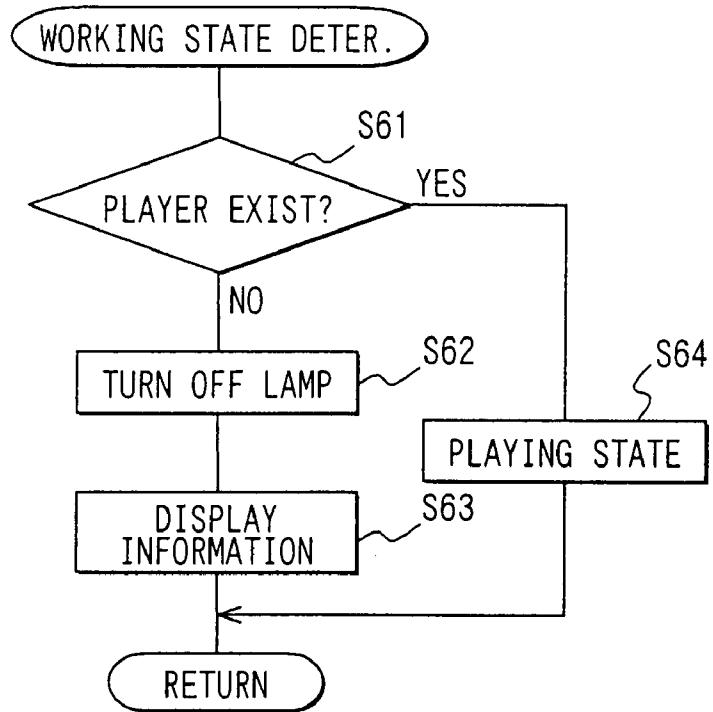 WORKING STATE DETER.
S61
PLAYER EXIST?
YES
NO
TURN OFF LAMP
S62
S64
PLAYING STATE
DISPLAY
INFORMATION
S63
RETURN